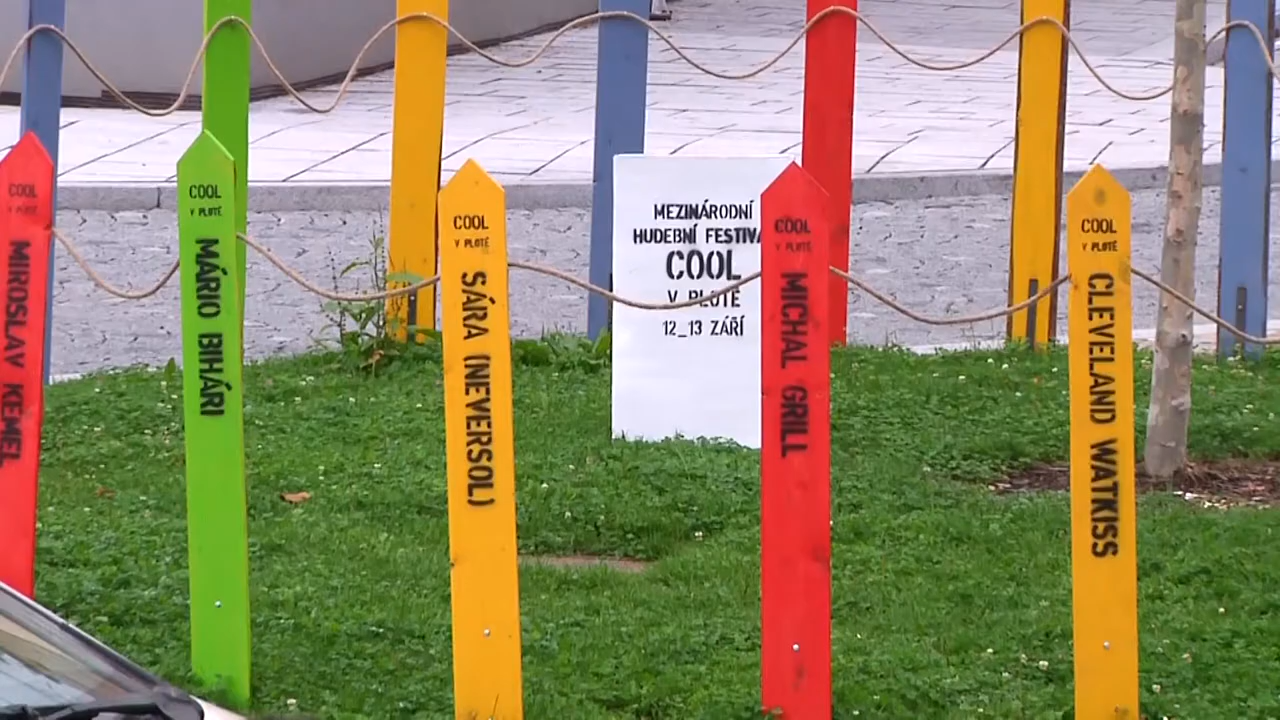 COOL
V PLOTĚ
MIROSLAV KEMEL
COOL
V PLOTĚ
MÁRIO BIHÁRI
COOL
V PLOTĚ
SÁRA (NEVERSOL)
MEZINÁRODNÍ
HUDEBNÍ FESTIVA
COOL
V PLOTĚ
12_13 ZÁŘÍ
COOL
V PLOTĚ
MICHAL GRILL
COOL
V PLOTĚ
CLEVELAND WATKISS